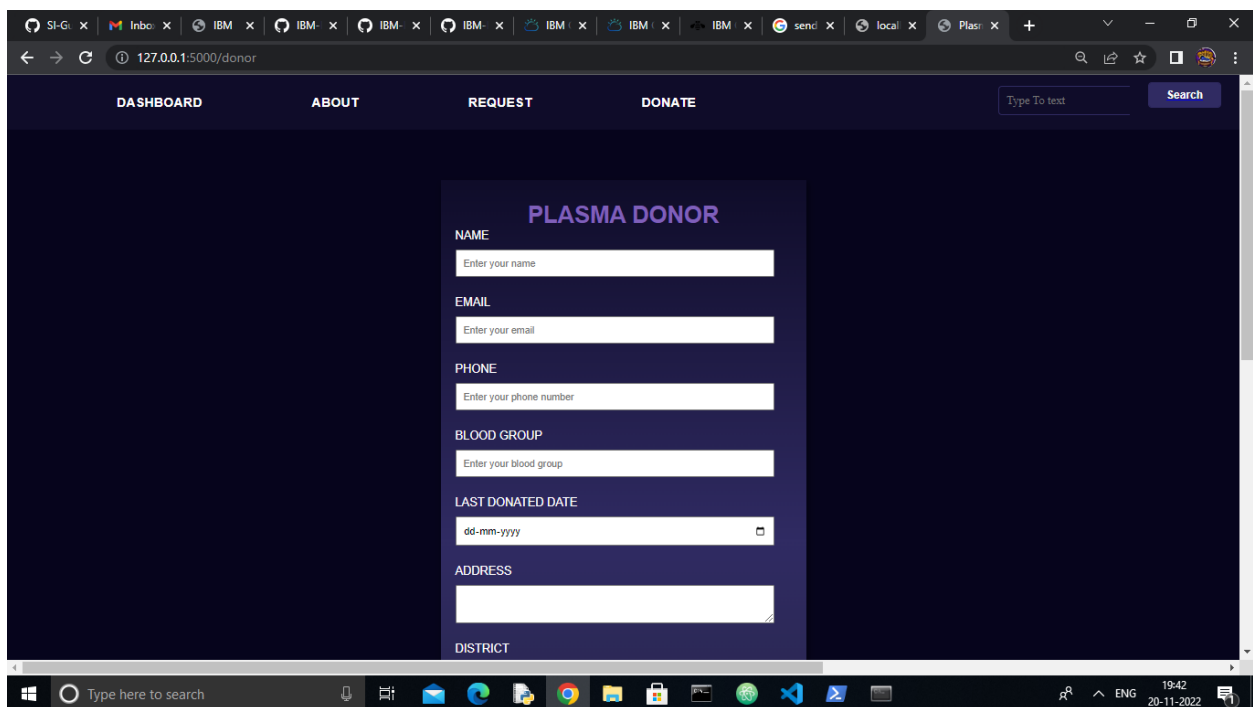 SI-Gu Inbo IBM IBM- IBM- IBM- IBM IBM IBM send local Plasm
127.0.0.1:5000/donor
DASHBOARD ABOUT REQUEST DONATE Type To text Search
PLASMA DONOR
NAME
Enter your name
EMAIL
Enter your email
PHONE
Enter your phone number
BLOOD GROUP
Enter your blood group
LAST DONATED DATE
dd-mm-yyyy
ADDRESS
DISTRICT
Type here to search ENG 19:42
20-11-2022